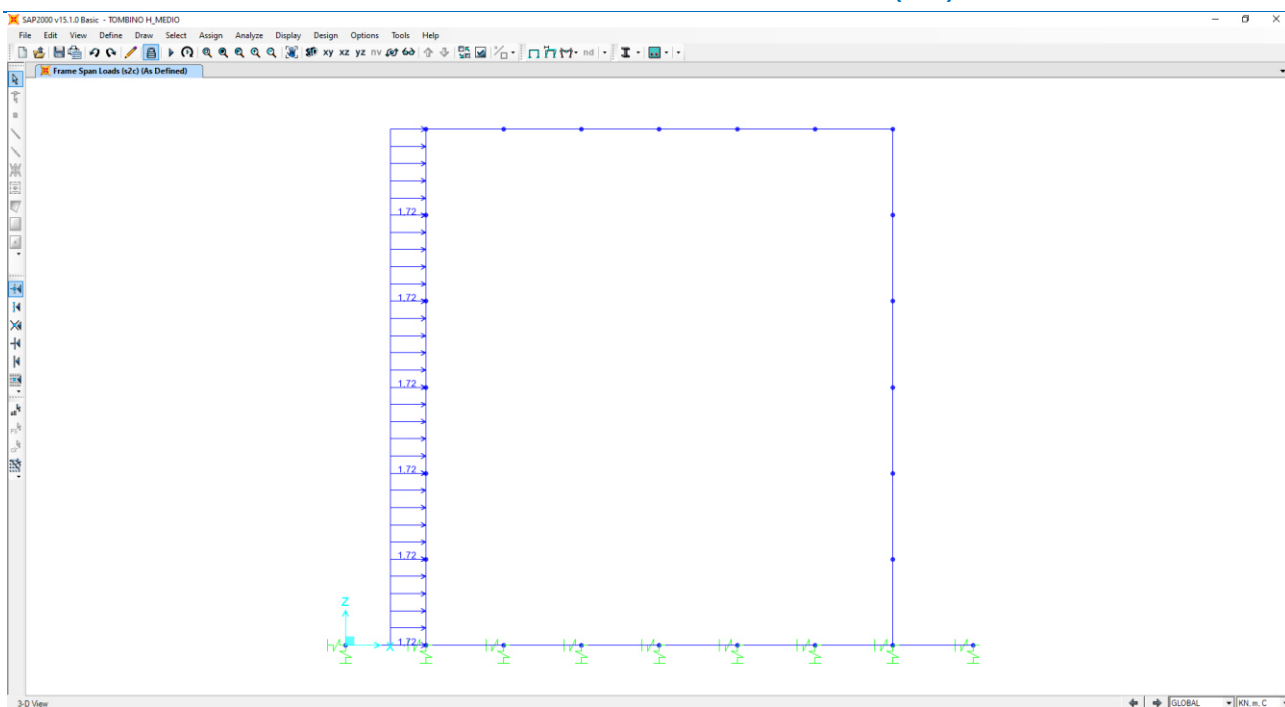 SAP2000 v15.1.0 Basic - TOMBINO H_MEDIO
File Edit View Define Draw Select Assign Analyze Display Design Options Tools Help
xy xz yz nv nd
Frame Span Loads (s2c) (As Defined)
1,72
1,72
1,72
1,72
1,72
1,72
Z
X
3-D View GLOBAL KN, m, C